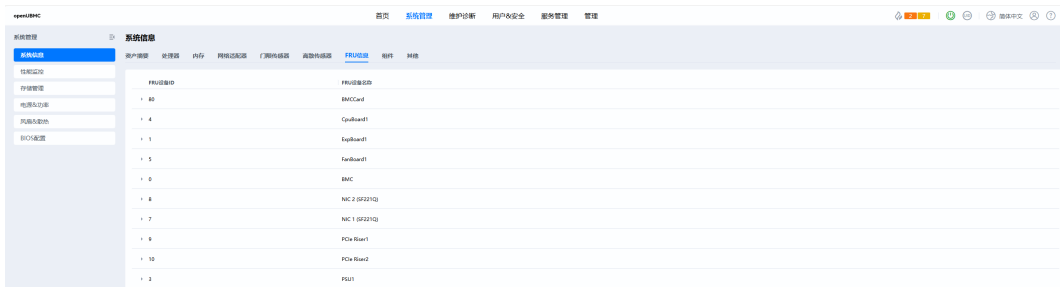 openUBMC 首页 系统管理 维护诊断 用户&安全 服务管理 管理 2 7 简体中文
系统管理 系统信息
系统信息 资产摘要 处理器 内存 网络适配器 门限传感器 离散传感器 FRU信息 组件 其他
性能监控
存储管理 FRU设备ID FRU设备名称
电源&功率 80 BMCCard
风扇&散热 4 CpuBoard1
BIOS配置 1 ExpBoard1
5 FanBoard1
0 BMC
8 NIC 2 (SF221Q)
7 NIC 1 (SF221Q)
9 PCIe Riser1
10 PCIe Riser2
3 PSU1